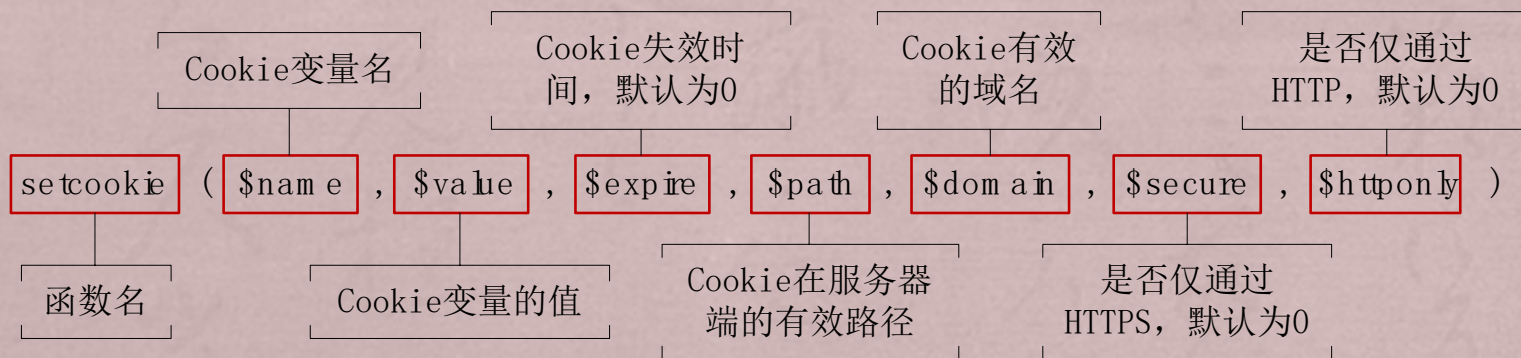 Cookie变量名
Cookie失效时
间，默认为0
Cookie有效
的域名
是否仅通过
HTTP，默认为0
setcookie ( $name , $value , $expire , $path , $domain , $secure , $httponly )
函数名
Cookie变量的值
Cookie在服务器
端的有效路径
是否仅通过
HTTPS，默认为0